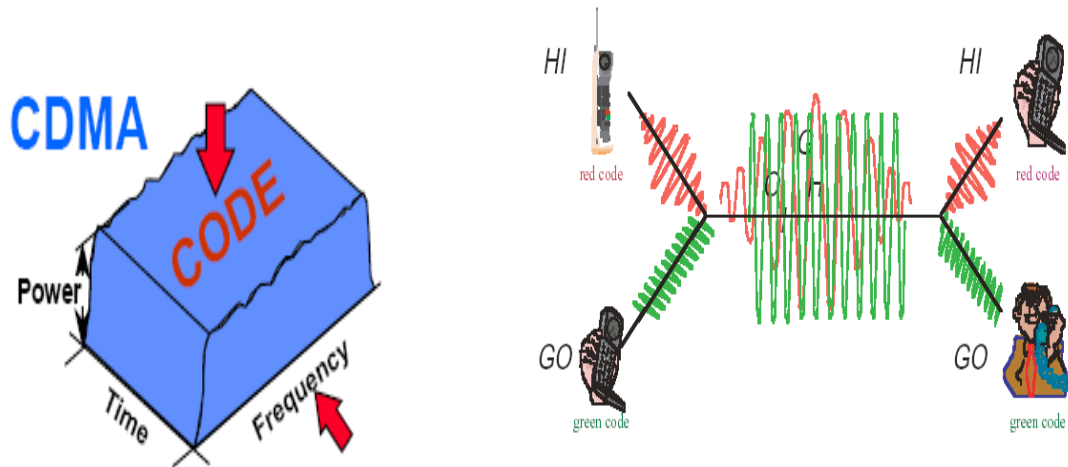 CDMA
CODE
Power
Time
Frequency
HI
red code
HI
red code
G
O H
I
GO
green code
GO
green code